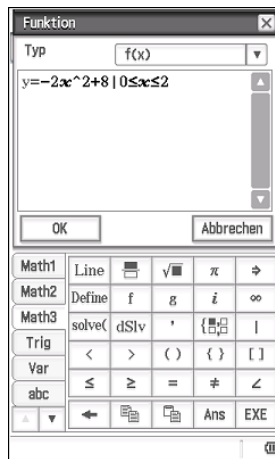 Funktion
Typ f(x)
y=-2x^2+8|0≤x≤2
OK Abbrechen
Math1 Line √■ π ⇒
Math2 Define f g i ∞
Math3 solve( dSlv ' {
Trig < > ( ) { } [ ]
Var ≤ ≥ = ≠ ∠
abc Ans EXE